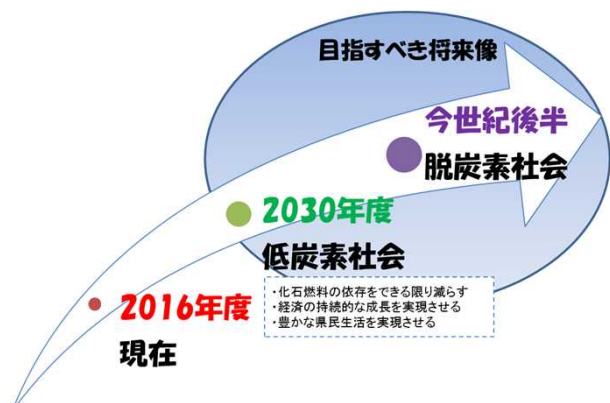 目指すべき将来像
今世紀後半
脱炭素社会
2030年度
低炭素社会
・化石燃料の依存をできる限り減らす
・経済の持続的な成長を実現させる
・豊かな県民生活を実現させる
2016年度
現在